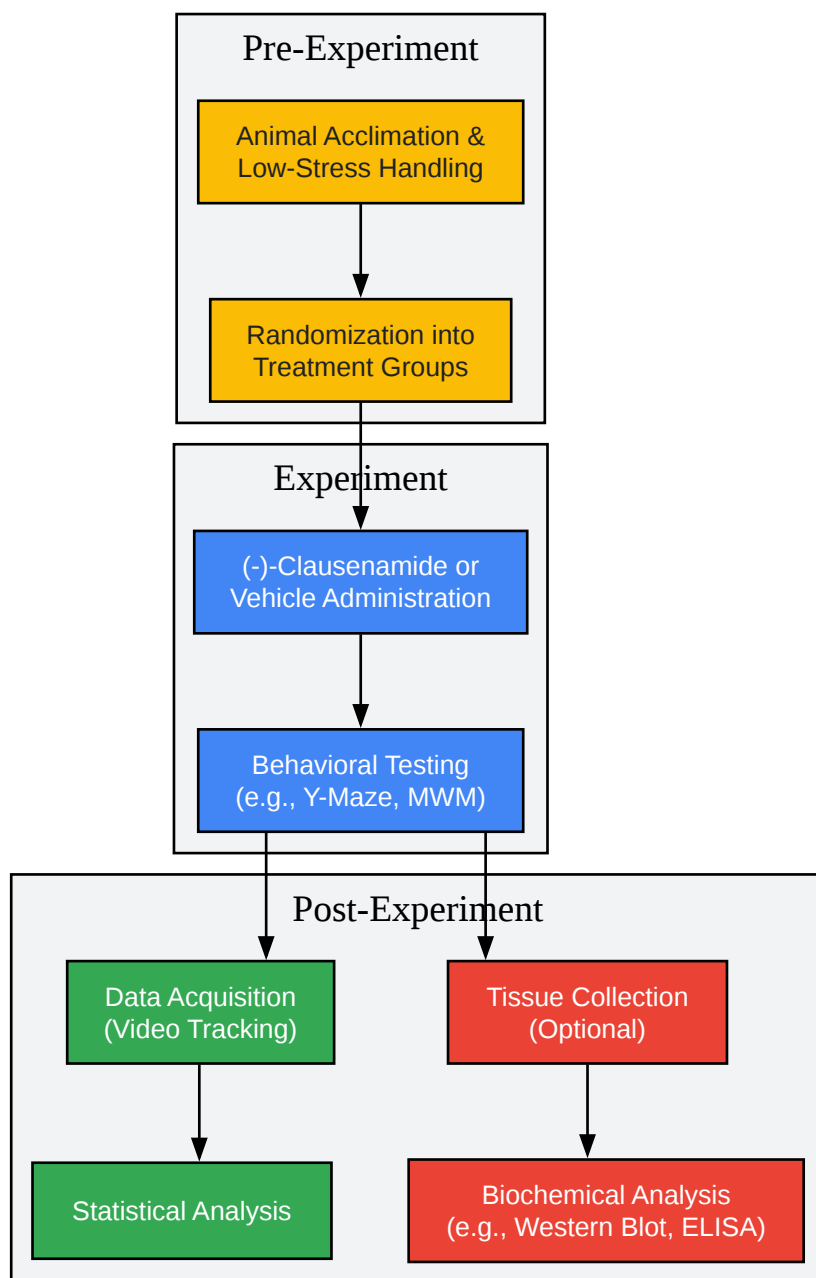 Pre-Experiment
Animal Acclimation &
Low-Stress Handling
Randomization into
Treatment Groups
Experiment
(-)-Clausenamide or
Vehicle Administration
Behavioral Testing
(e.g., Y-Maze, MWM)
Post-Experiment
Data Acquisition
(Video Tracking)
Tissue Collection
(Optional)
Statistical Analysis
Biochemical Analysis
(e.g., Western Blot, ELISA)